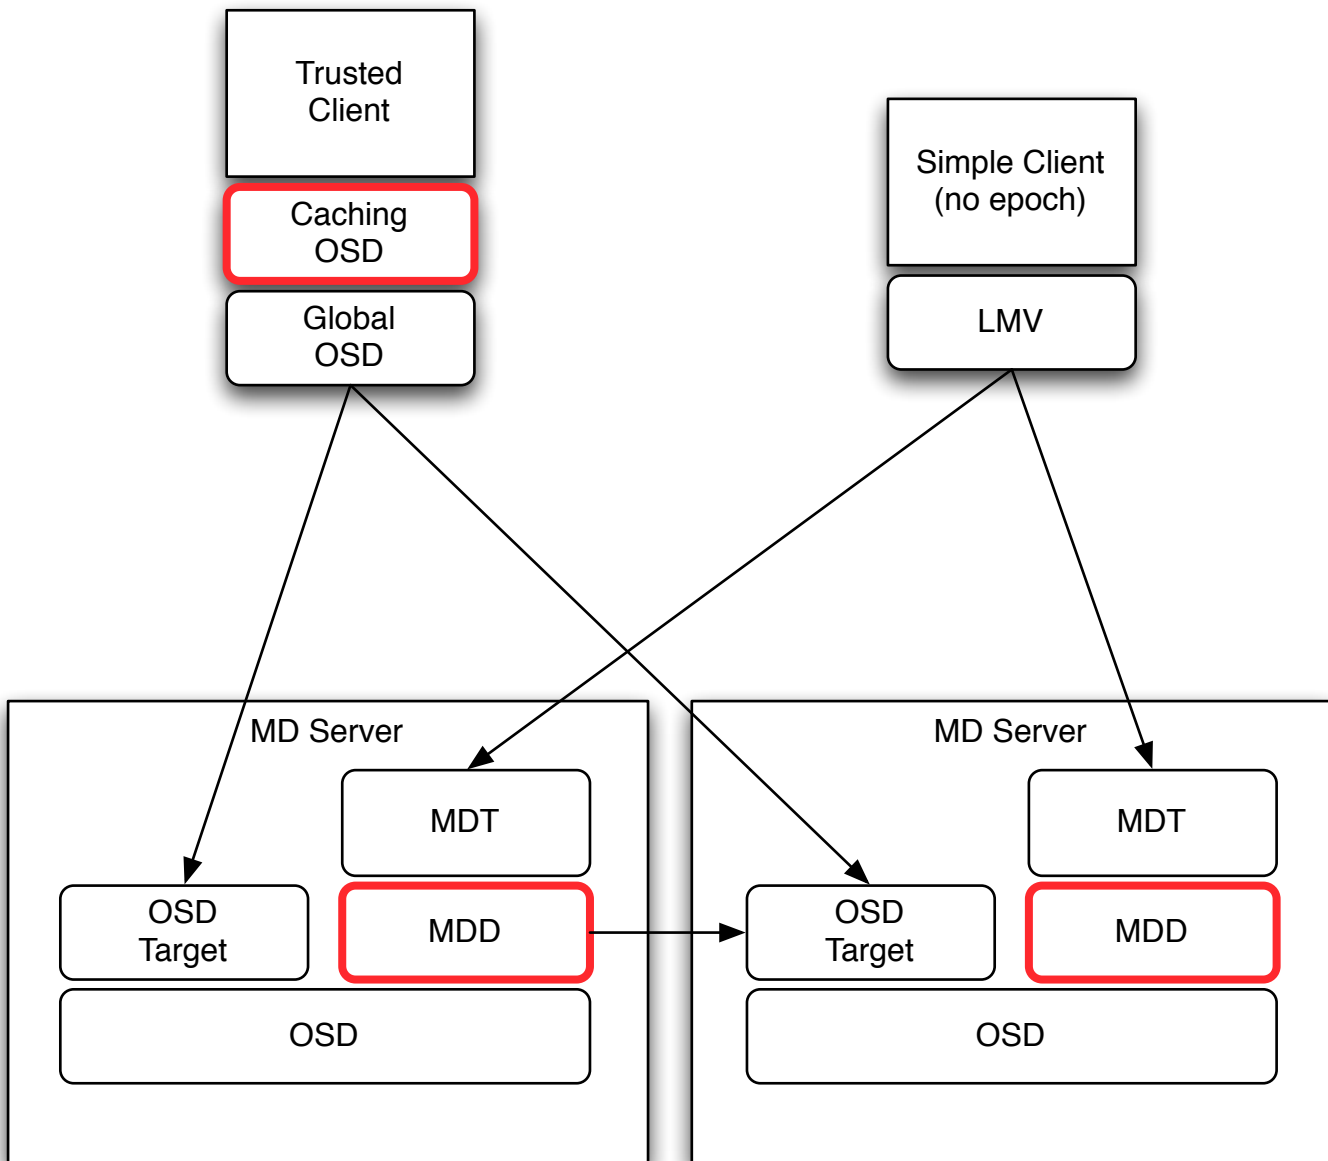 Trusted
Client
Caching
OSD
Global
OSD
Simple Client
(no epoch)
LMV
MD Server
MDT
OSD
Target
MDD
OSD
MD Server
MDT
OSD
Target
MDD
OSD